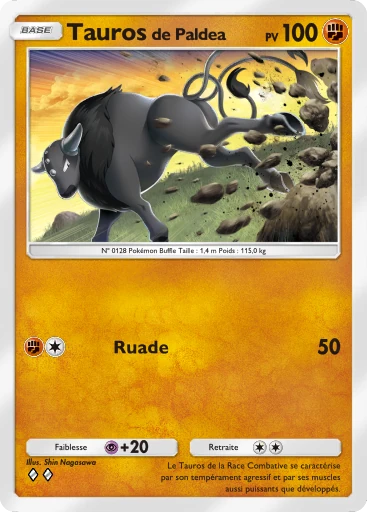 BASE
Tauros de Paldea
PV 100
N° 0128 Pokémon Buffle Taille : 1,4 m Poids : 115,0 kg
Ruade 50
Faiblesse +20 Retraite
Illus. Shin Nagasawa
Le Tauros de la Race Combative se caractérise
par son tempérament agressif et par ses muscles
aussi puissants que développés.